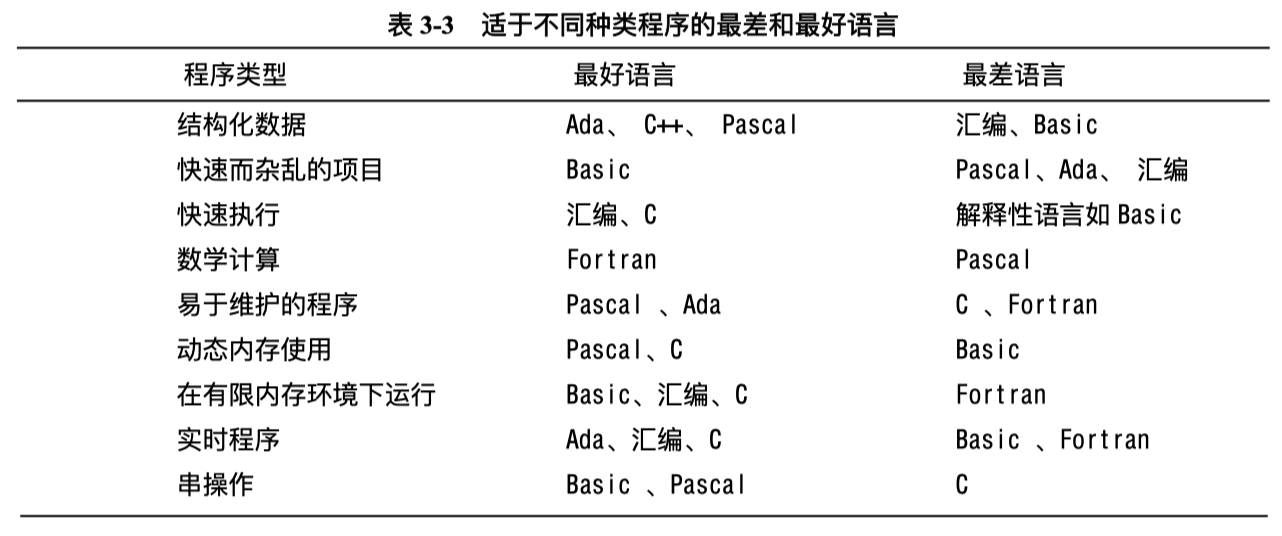 表 3-3 适于不同种类程序的最差和最好语言
程序类型 最好语言 最差语言
结构化数据 Ada、 C++、 Pascal 汇编、Basic
快速而杂乱的项目 Basic Pascal、Ada、 汇编
快速执行 汇编、C 解释性语言如 Basic
数学计算 Fortran Pascal
易于维护的程序 Pascal 、Ada C 、Fortran
动态内存使用 Pascal、C Basic
在有限内存环境下运行 Basic、汇编、C Fortran
实时程序 Ada、汇编、C Basic 、Fortran
串操作 Basic 、Pascal C